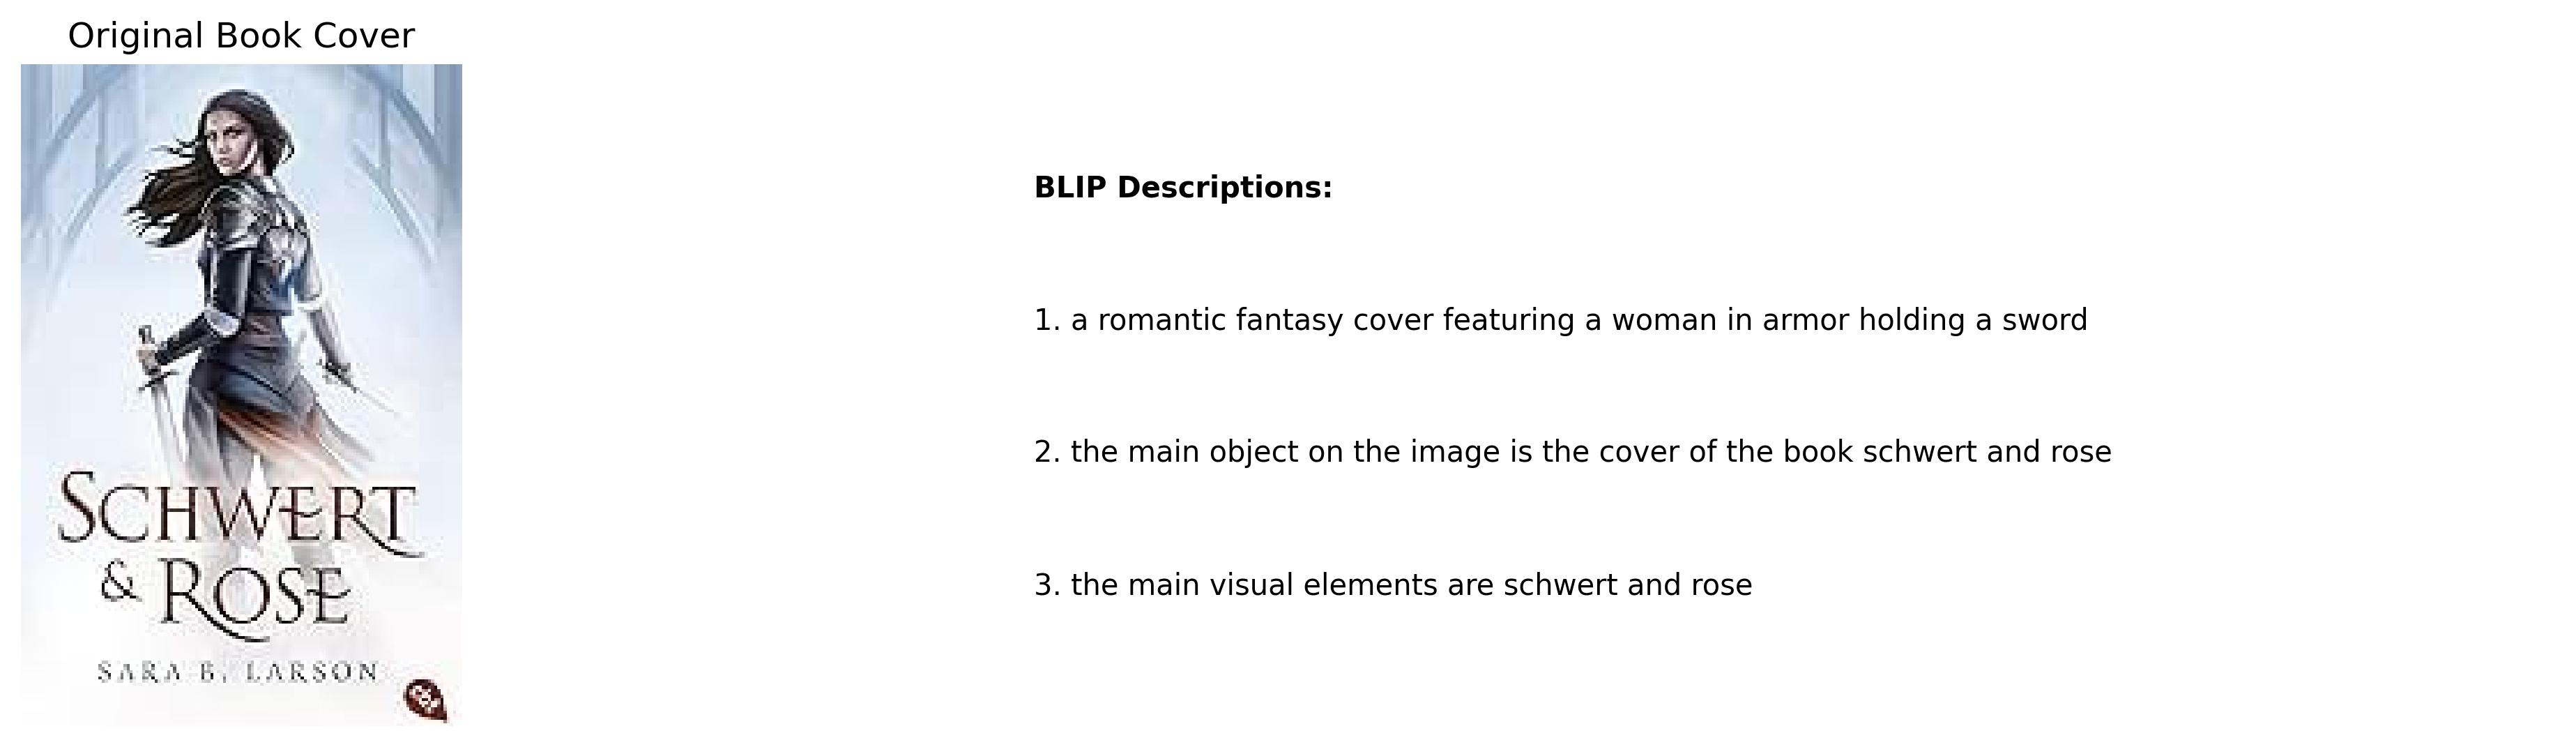 Original Book Cover
SCHWERT
& ROSE
SARA B. LARSON
BLIP Descriptions:
1. a romantic fantasy cover featuring a woman in armor holding a sword
2. the main object on the image is the cover of the book schwert and rose
3. the main visual elements are schwert and rose